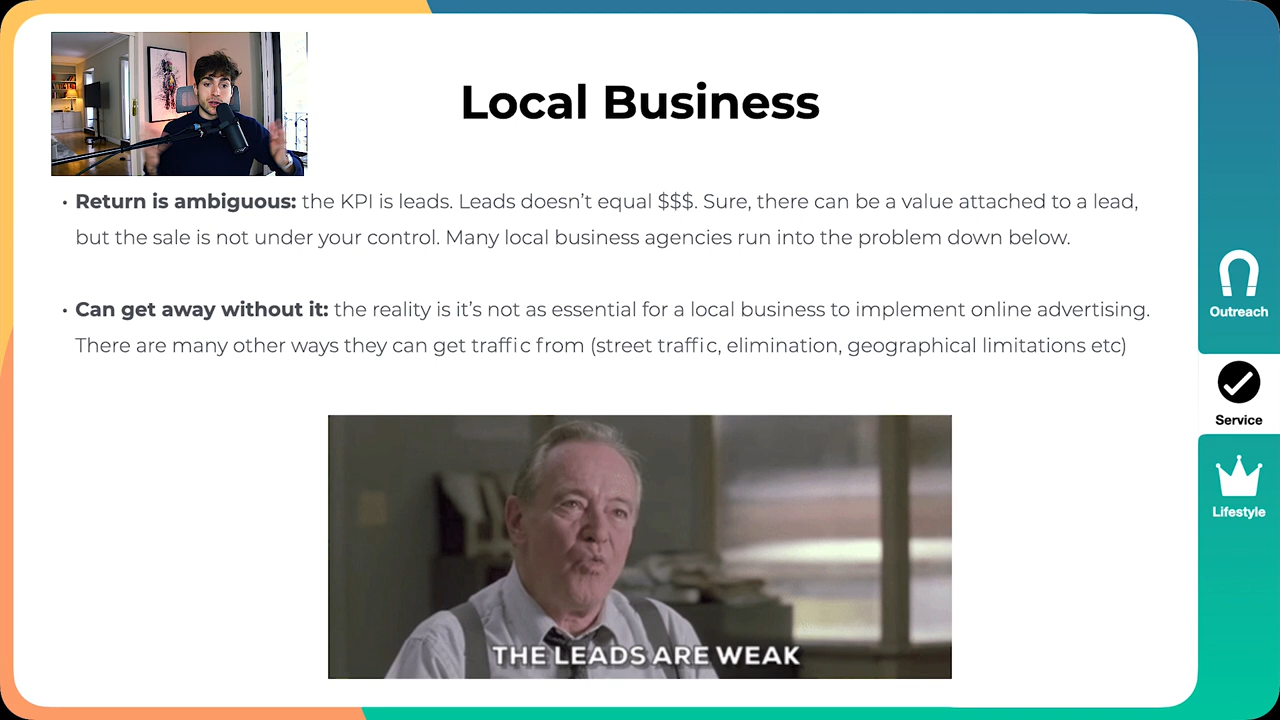 Local Business
• Return is ambiguous: the KPI is leads. Leads doesn’t equal $$$. Sure, there can be a value attached to a lead,
but the sale is not under your control. Many local business agencies run into the problem down below.
• Can get away without it: the reality is it’s not as essential for a local business to implement online advertising.
There are many other ways they can get traffic from (street traffic, elimination, geographical limitations etc)
THE LEADS ARE WEAK
Outreach
Service
Lifestyle